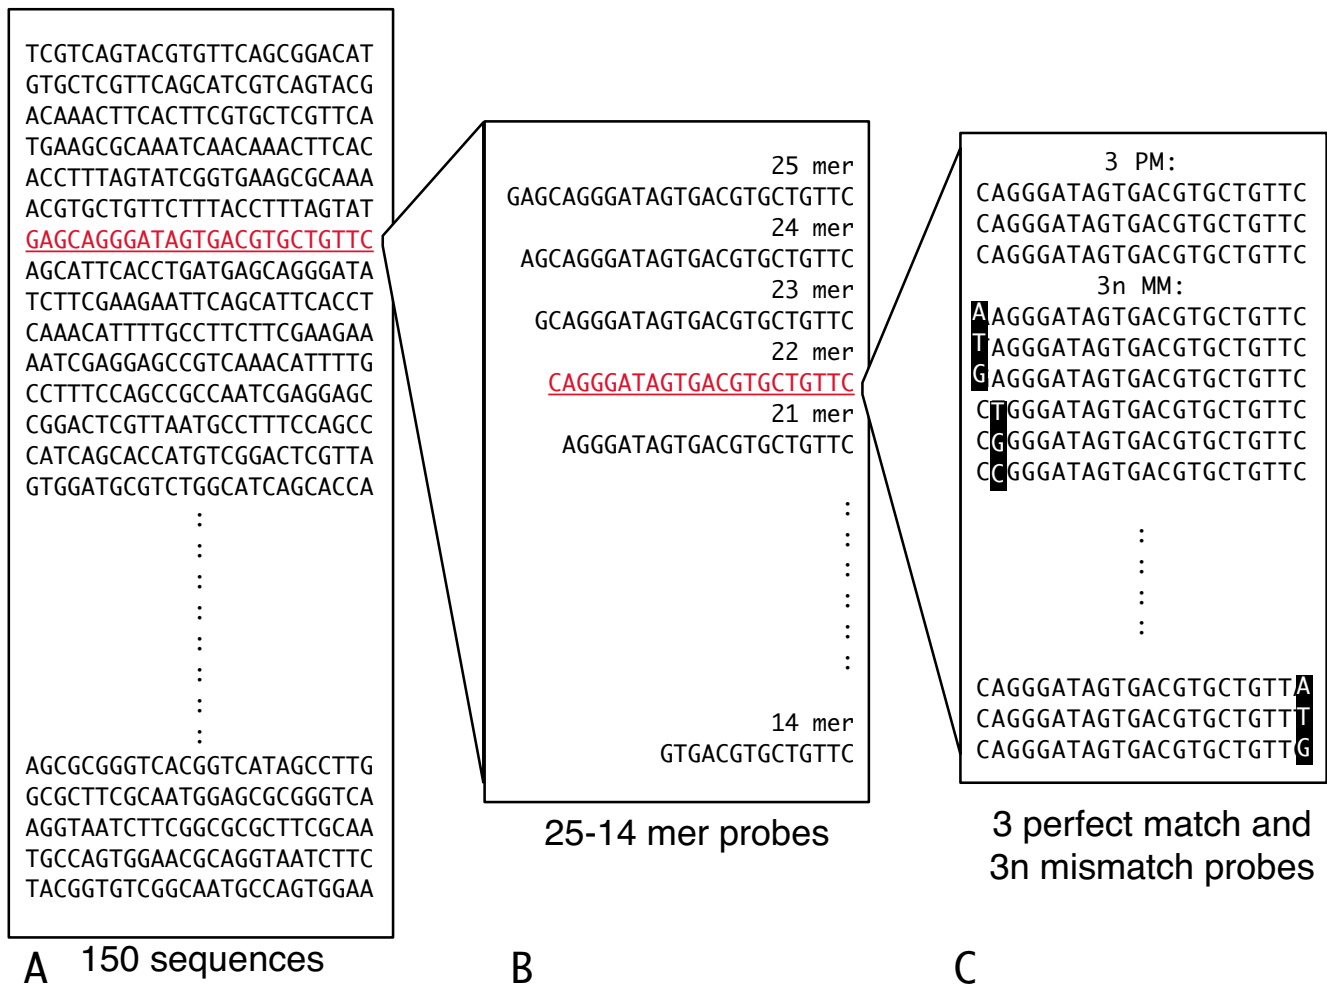 TCGTCAGTACGTGTTCAGCGGACAT
GTGCTCGTTCAGCATCGTCAGTACG
ACAAACTTCACTTCGTGCTCGTTCA
TGAAGCGCAAATCAACAAACTTCAC
ACCTTTAGTATCGGTGAAGCGCAAA
ACGTGCTGTTCTTTACCTTTAGTAT
GAGCAGGGATAGTGACGTGCTGTTC
AGCATTCACCTGATGAGCAGGGATA
TCTTCGAAGAATTCAGCATTCACCT
CAAACATTTTGCCTTCTTCGAAGAA
AATCGAGGAGCCGTCAAACATTTTG
CCTTTCCAGCCGCCAATCGAGGAGC
CGGACTCGTTAATGCCTTTCCAGCC
CATCAGCACCATGTCGGACTCGTTA
GTGGATGCGTCTGGCATCAGCACCA
:
:
:
:
:
:
:
:
AGCGCGGGTCACGGTCATAGCCTTG
GCGCTTCGCAATGGAGCGCGGGTCA
AGGTAATCTTCGGCGCGCTTCGCAA
TGCCAGTGGAACGCAGGTAATCTTC
TACGGTGTCGGCAATGCCAGTGGAA
A 150 sequences
25 mer
GAGCAGGGATAGTGACGTGCTGTTC
24 mer
AGCAGGGATAGTGACGTGCTGTTC
23 mer
GCAGGGATAGTGACGTGCTGTTC
22 mer
CAGGGATAGTGACGTGCTGTTC
21 mer
AGGGATAGTGACGTGCTGTTC
:
:
:
:
:
:
14 mer
GTGACGTGCTGTTC
25-14 mer probes
B
3 PM:
CAGGGATAGTGACGTGCTGTTC
CAGGGATAGTGACGTGCTGTTC
CAGGGATAGTGACGTGCTGTTC
3n MM:
AAGGGATAGTGACGTGCTGTTC
TAGGGATAGTGACGTGCTGTTC
GAGGGATAGTGACGTGCTGTTC
CTGGGATAGTGACGTGCTGTTC
CGGGGATAGTGACGTGCTGTTC
CCGGGATAGTGACGTGCTGTTC
:
:
:
:
CAGGGATAGTGACGTGCTGTTA
CAGGGATAGTGACGTGCTGTTT
CAGGGATAGTGACGTGCTGTTG
3 perfect match and
3n mismatch probes
C